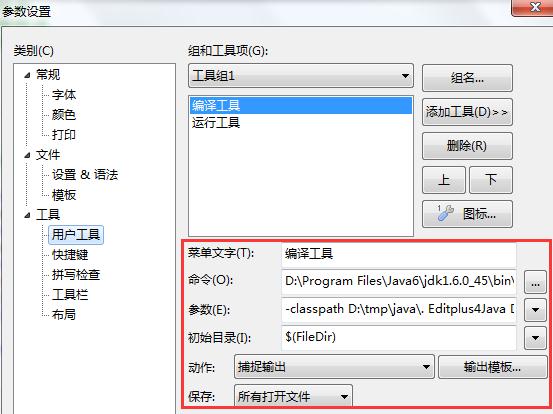 参数设置
类别(C)
常规
字体
颜色
打印
文件
设置 & 语法
模板
工具
用户工具
快捷键
拼写检查
工具栏
布局
组和工具项(G):
工具组1
组名...
编译工具
运行工具
添加工具(D)>>
删除(R)
上
下
图标...
菜单文字(T): 编译工具
命令(O): D:\Program Files\Java6\jdk1.6.0_45\bin\ ...
参数(E): -classpath D:\tmp\java\. Editplus4Java D
初始目录(I): $(FileDir)
动作: 捕捉输出 输出模板...
保存: 所有打开文件